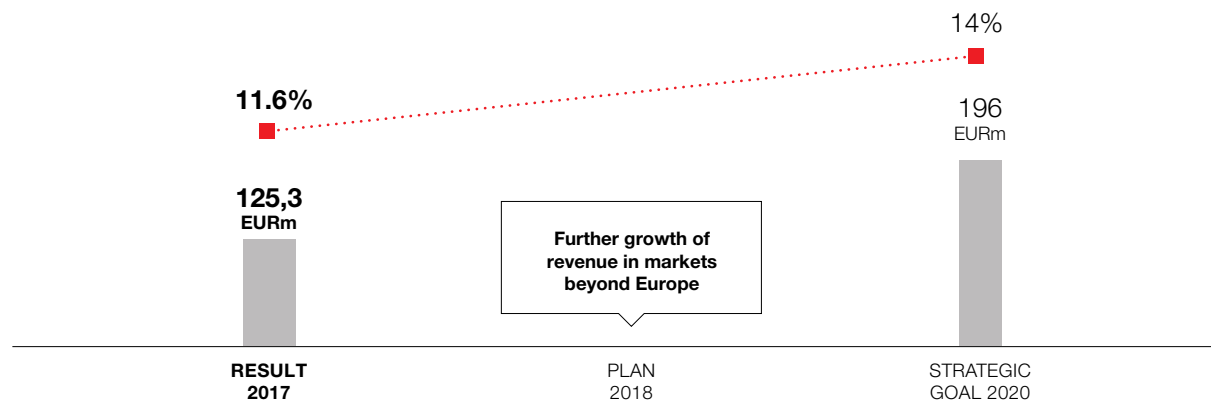 14%
11.6%
196
EURm
125,3
EURm
Further growth of
revenue in markets
beyond Europe
RESULT
2017
PLAN
2018
STRATEGIC
GOAL 2020